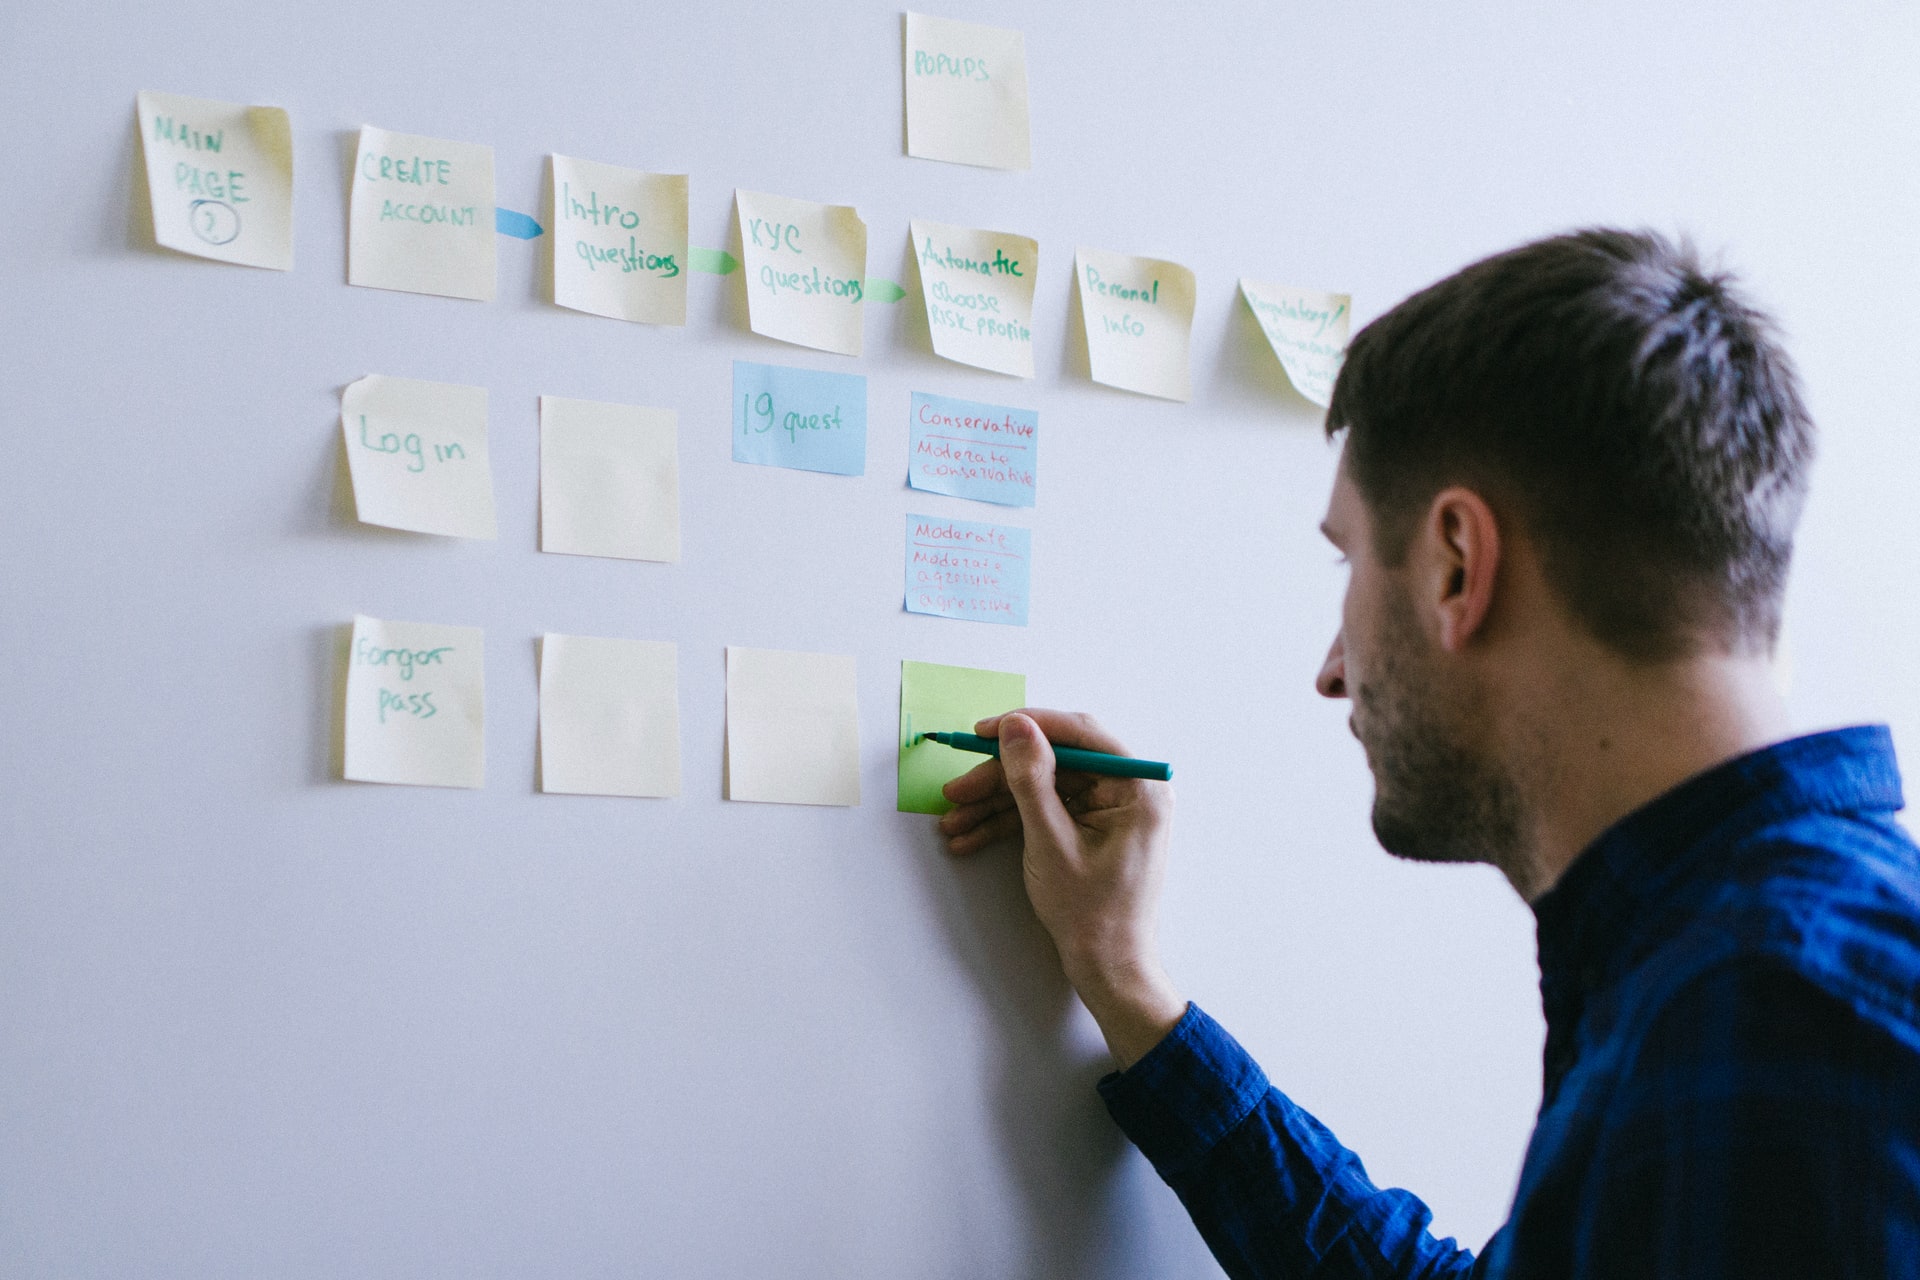 POPUPS
MAIN
PAGE
2
CREATE
ACCOUNT
Intro
questions
KYC
questions
Automatic
choose
RISK PROFILE
Personal
Info
Regulatory/
Log in
19 quest
Conservative
Moderate
conservative
Moderate
Moderate
agressive
agressive
Forgot
pass